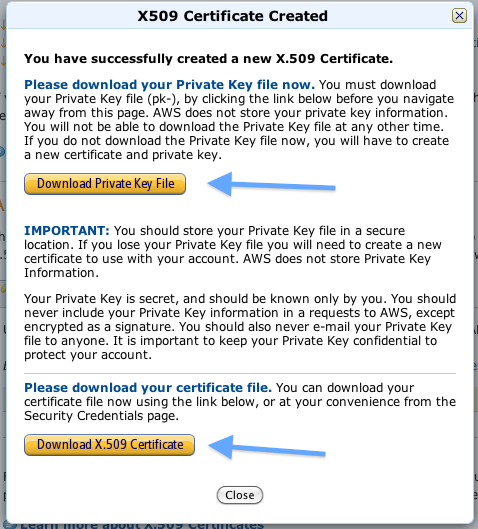 X509 Certificate Created
You have successfully created a new X.509 Certificate.
Please download your Private Key file now. You must download
your Private Key file (pk-), by clicking the link below before you navigate
away from this page. AWS does not store your private key information.
You will not be able to download the Private Key file at any other time.
If you do not download the Private Key file now, you will have to create
a new certificate and private key.
Download Private Key File
IMPORTANT: You should store your Private Key file in a secure
location. If you lose your Private Key file you will need to create a new
certificate to use with your account. AWS does not store Private Key
Information.
Your Private Key is secret, and should be known only by you. You should
never include your Private Key information in a requests to AWS, except
encrypted as a signature. You should also never e-mail your Private Key
file to anyone. It is important to keep your Private Key confidential to
protect your account.
Please download your certificate file. You can download your
certificate file now using the link below, or at your convenience from the
Security Credentials page.
Download X.509 Certificate
Close
Learn more about X.509 Certificates